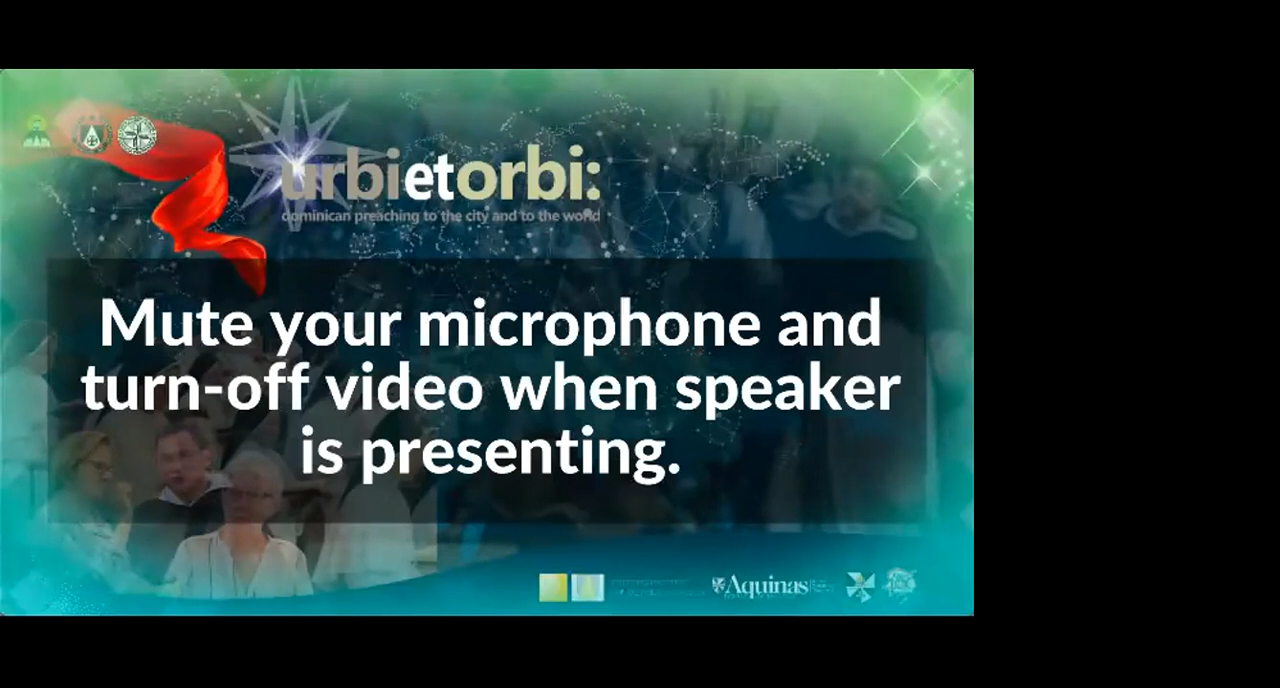 urbietorbi:
dominican preaching to the city and to the world
Mute your microphone and
turn-off video when speaker
is presenting.
Aquinas